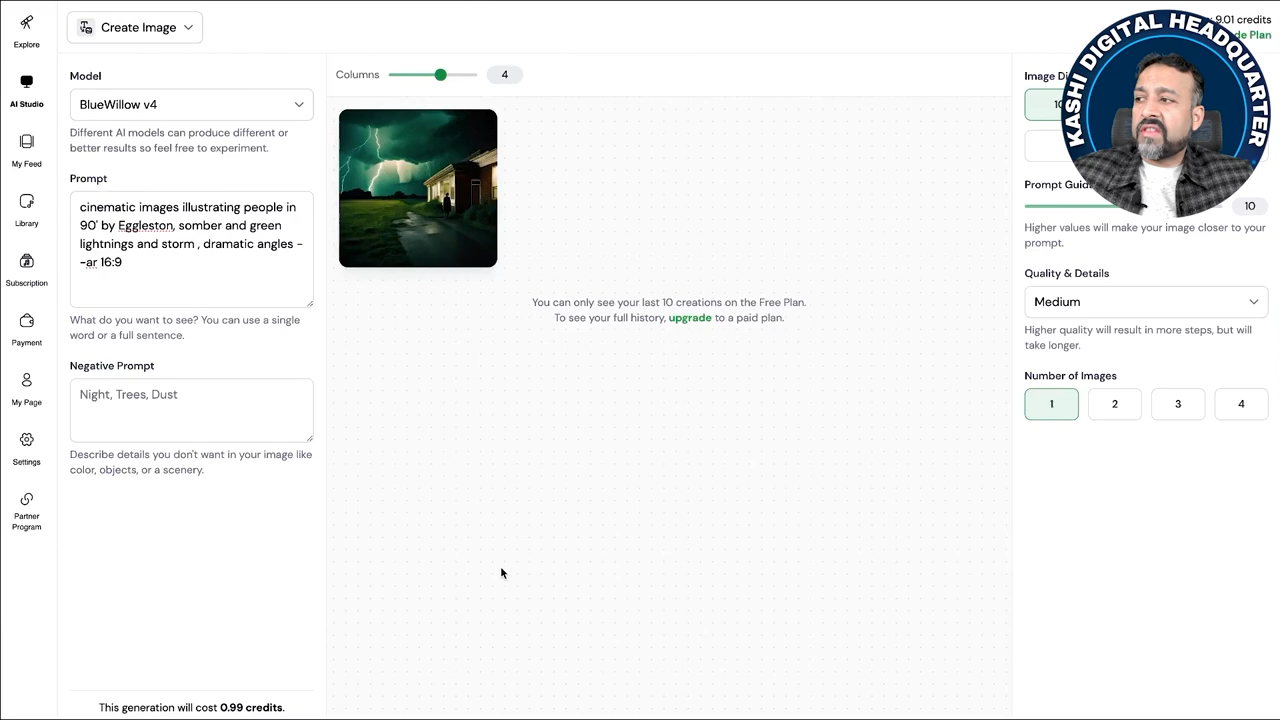 Explore
AI Studio
My Feed
Library
Subscription
Payment
My Page
Settings
Partner
Program
Create Image
Model
BlueWillow v4
Different AI models can produce different or
better results so feel free to experiment.
Prompt
cinematic images illustrating people in
90' by Eggleston, somber and green
lightnings and storm , dramatic angles -
-ar 16:9
What do you want to see? You can use a single
word or a full sentence.
Negative Prompt
Night, Trees, Dust
Describe details you don't want in your image like
color, objects, or a scenery.
This generation will cost 0.99 credits.
Columns
4
You can only see your last 10 creations on the Free Plan.
To see your full history, upgrade to a paid plan.
9.01 credits
Plan
KASHI DIGITAL HEADQUARTER
Image
Prompt
10
Higher values will make your image closer to your
prompt.
Quality & Details
Medium
Higher quality will result in more steps, but will
take longer.
Number of Images
1
2
3
4